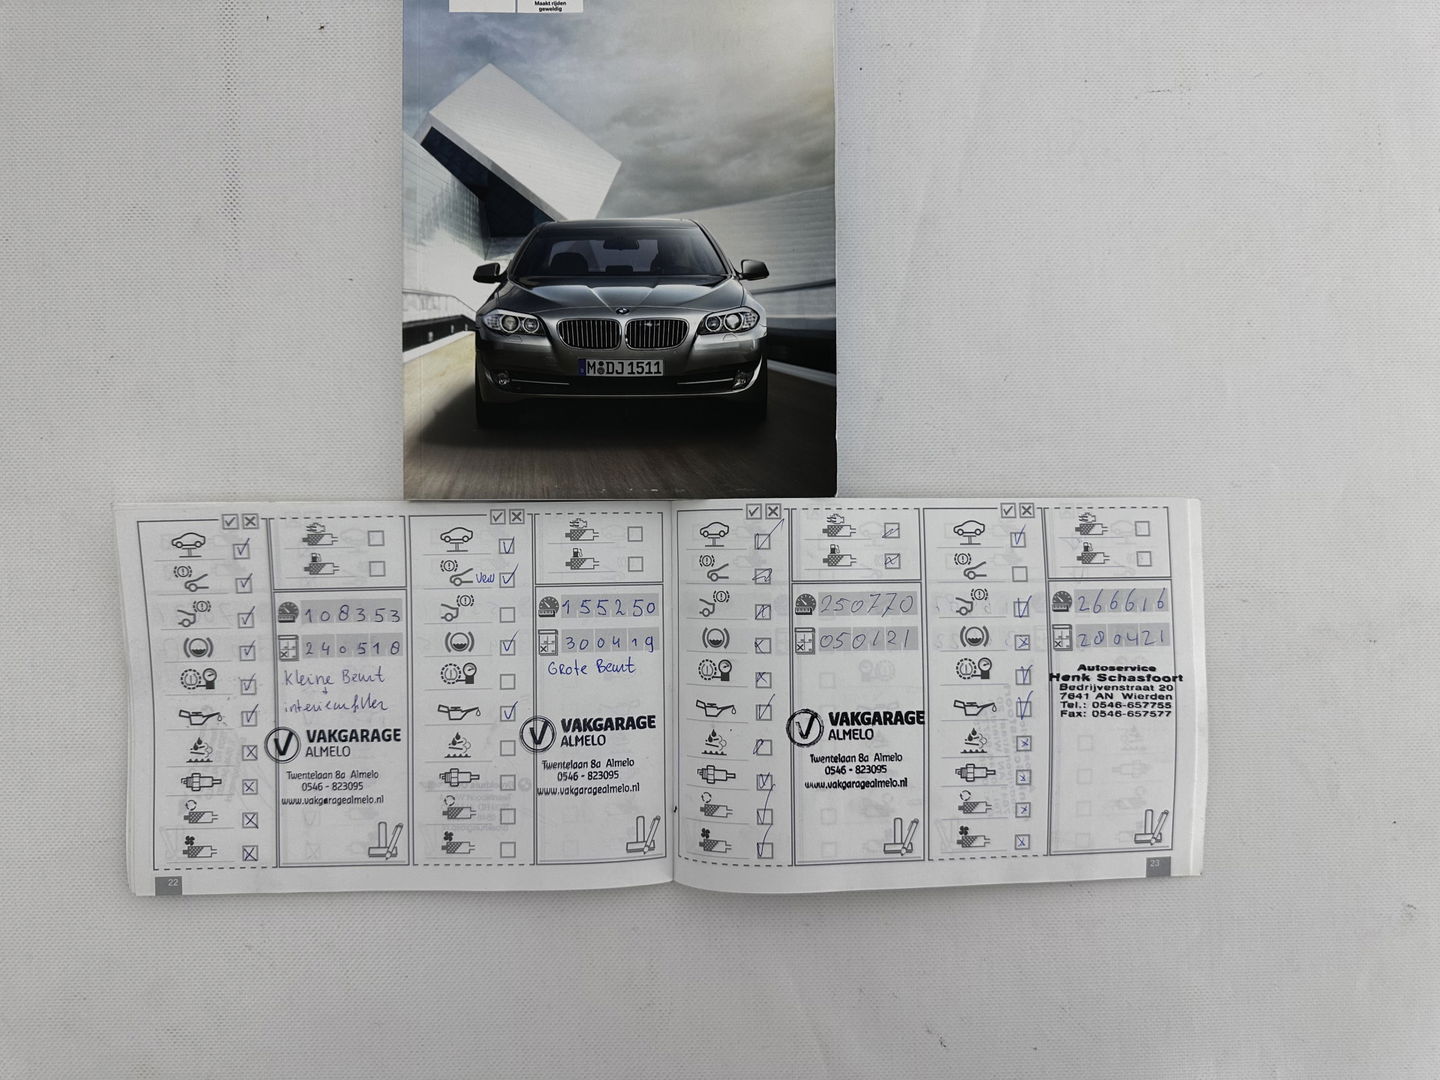 Maakt rijden
geweldig
M DJ 1511
108353
240518
Kleine Beurt
+
interieurfilter
VAKGARAGE
ALMELO
Twentelaan 8a Almelo
0546 - 823095
www.vakgaragealmelo.nl
22
155250
300419
Grote Beurt
VAKGARAGE
ALMELO
Twentelaan 8a Almelo
0546 - 823095
www.vakgaragealmelo.nl
250770
050121
VAKGARAGE
ALMELO
Twentelaan 8a Almelo
0546 - 823095
www.vakgaragealmelo.nl
266616
280421
Autoservice
Henk Schasfoort
Bedrijvenstraat 20
7641 AN Wierden
Tel.: 0546-657755
Fax: 0546-657577
23